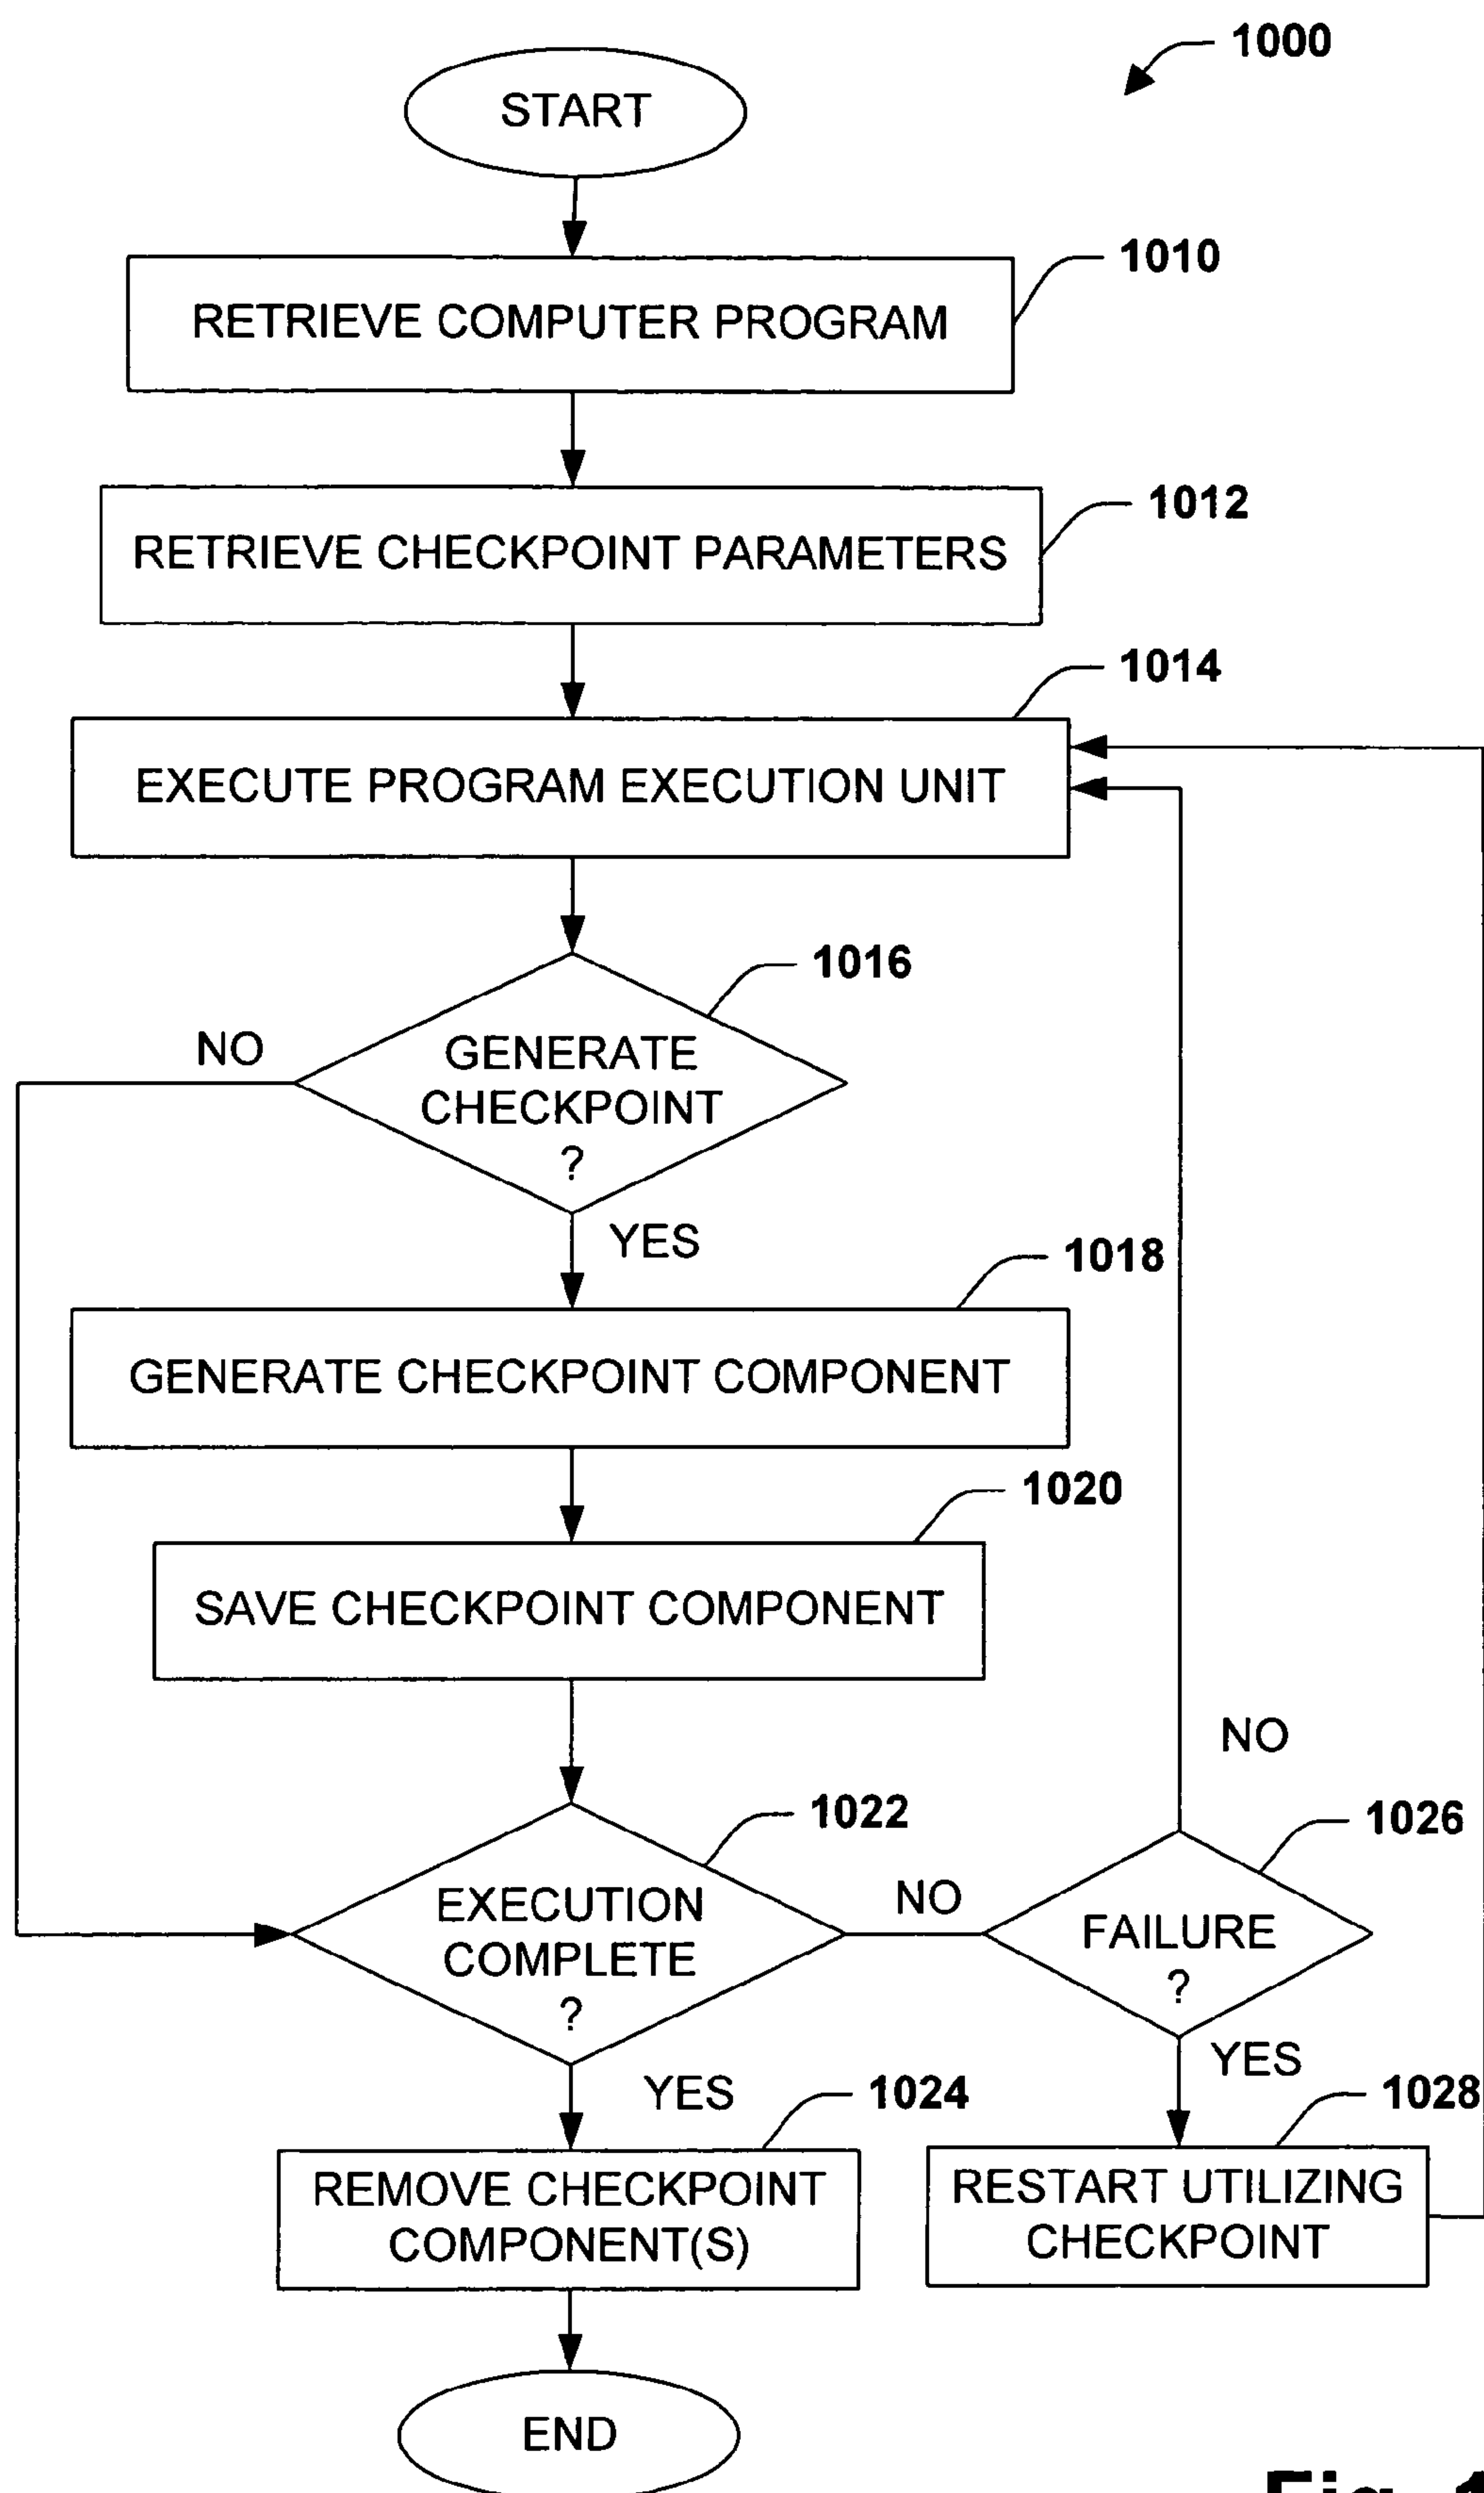 1000
START
1010
RETRIEVE COMPUTER PROGRAM
1012
RETRIEVE CHECKPOINT PARAMETERS
1014
EXECUTE PROGRAM EXECUTION UNIT
1016
NO
GENERATE
CHECKPOINT
?
YES
1018
GENERATE CHECKPOINT COMPONENT
1020
SAVE CHECKPOINT COMPONENT
NO
1022
1026
EXECUTION
COMPLETE
?
NO
FAILURE
?
YES
YES
1024
1028
REMOVE CHECKPOINT
COMPONENT(S)
RESTART UTILIZING
CHECKPOINT
END